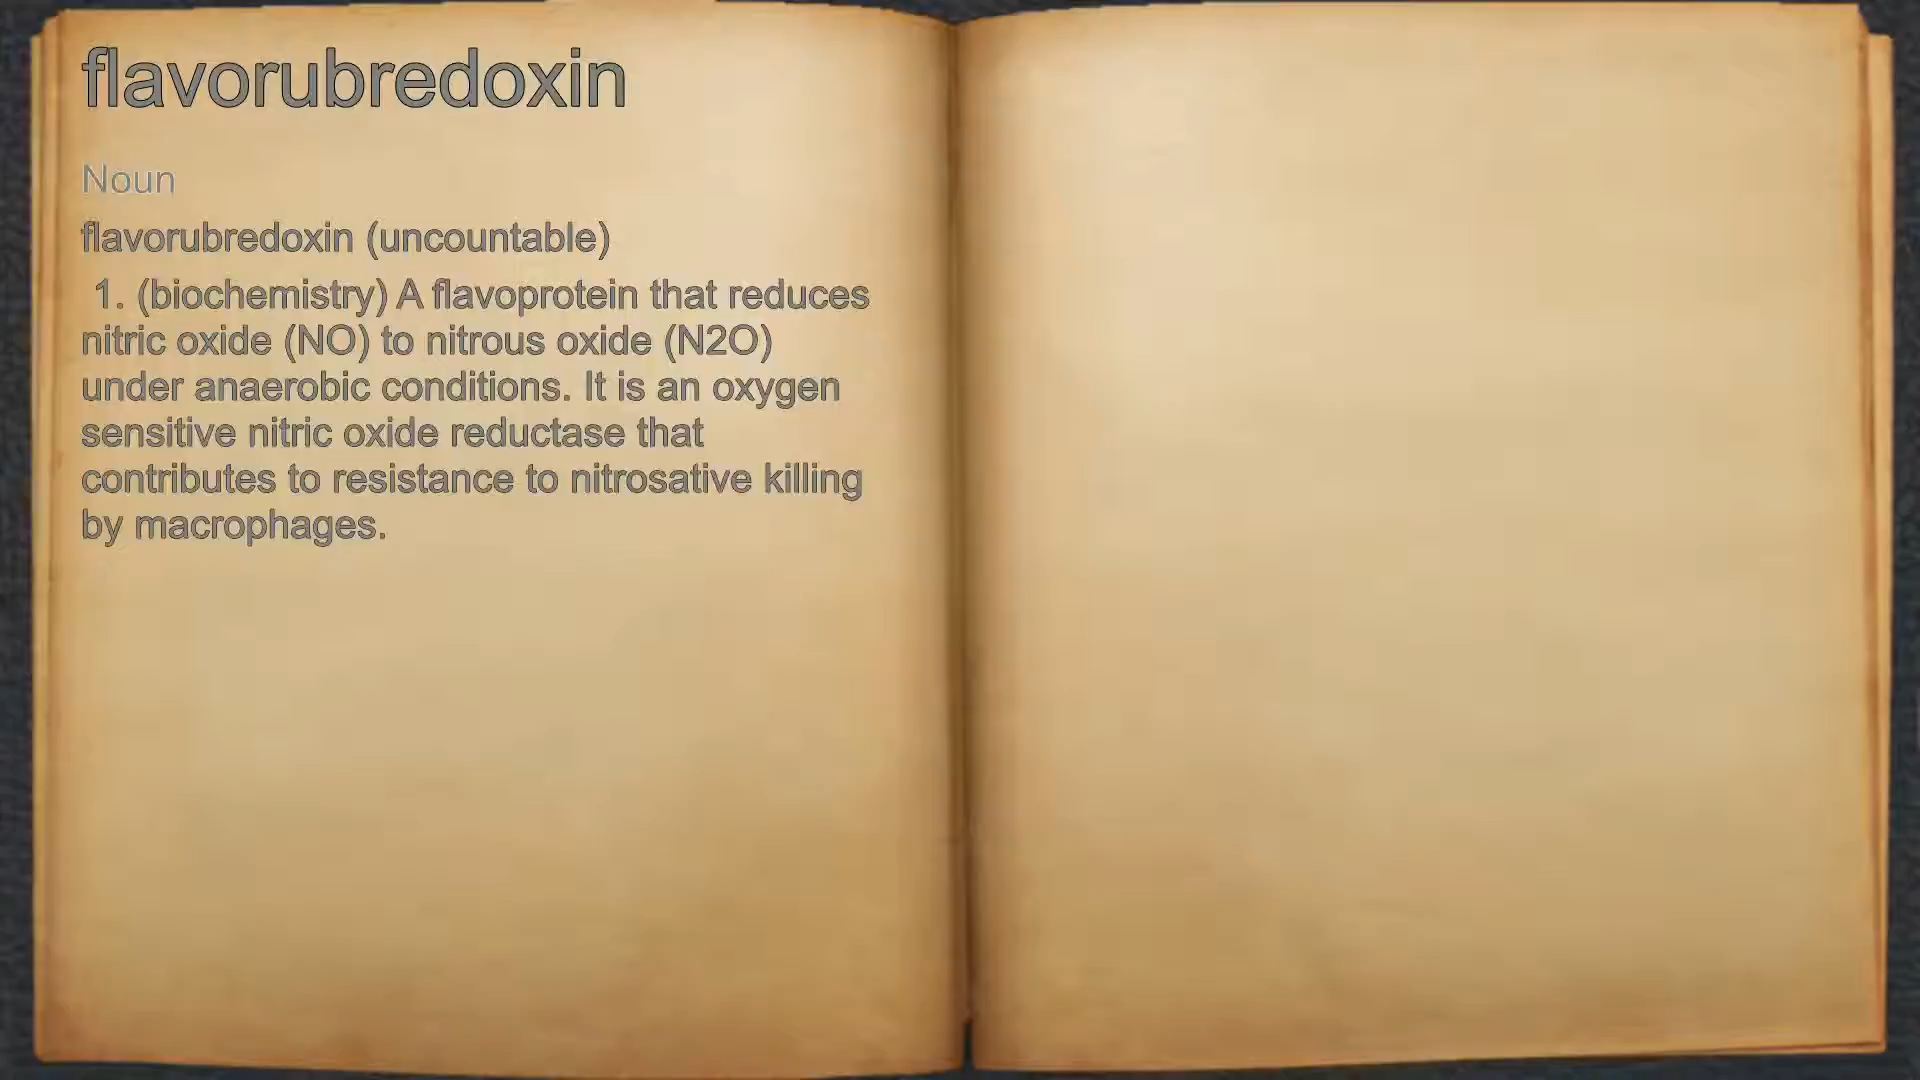 flavorubredoxin
Noun
flavorubredoxin (uncountable)
1. (biochemistry) A flavoprotein that reduces
nitric oxide (NO) to nitrous oxide (N2O)
under anaerobic conditions. It is an oxygen
sensitive nitric oxide reductase that
contributes to resistance to nitrosative killing
by macrophages.